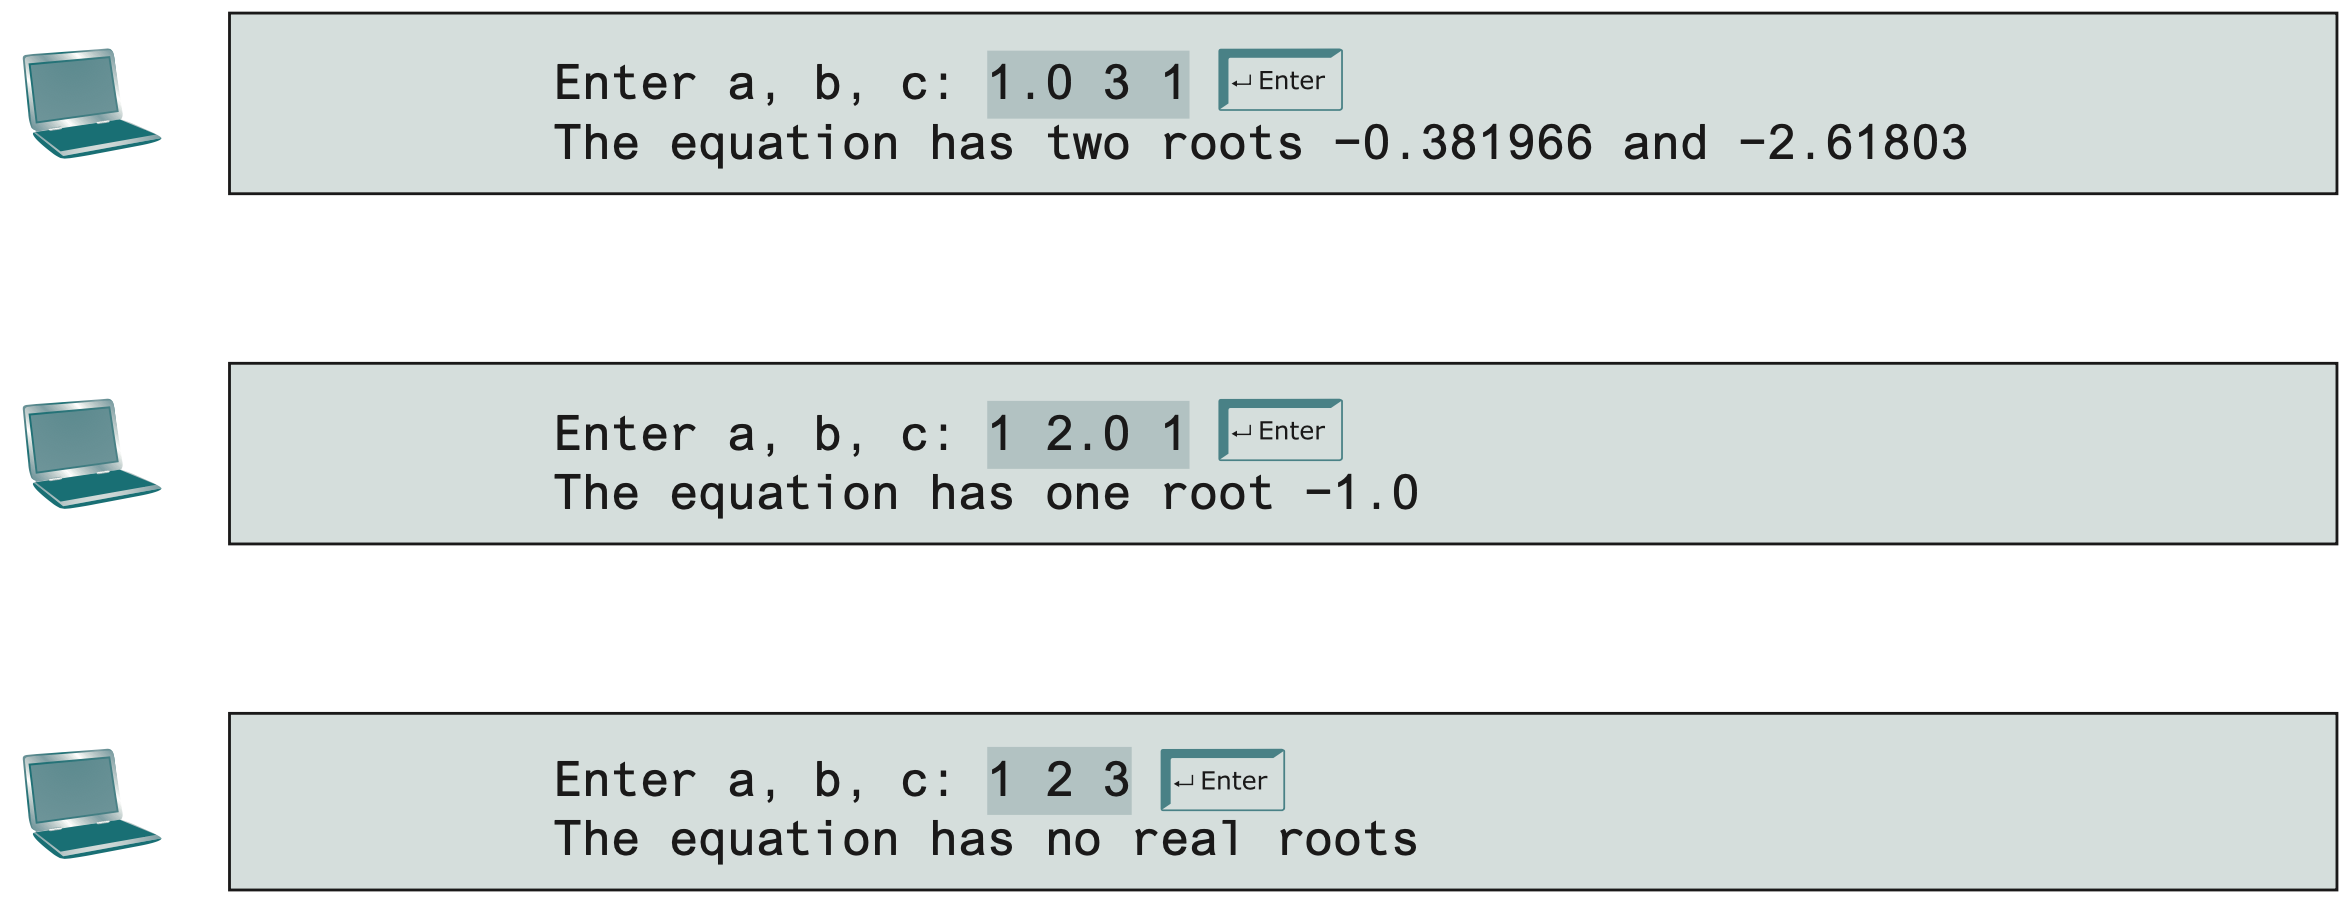 Enter a, b, c: 1.0 3 1 ↵ Enter
The equation has two roots −0.381966 and −2.61803
Enter a, b, c: 1 2.0 1 ↵ Enter
The equation has one root −1.0
Enter a, b, c: 1 2 3 ↵ Enter
The equation has no real roots